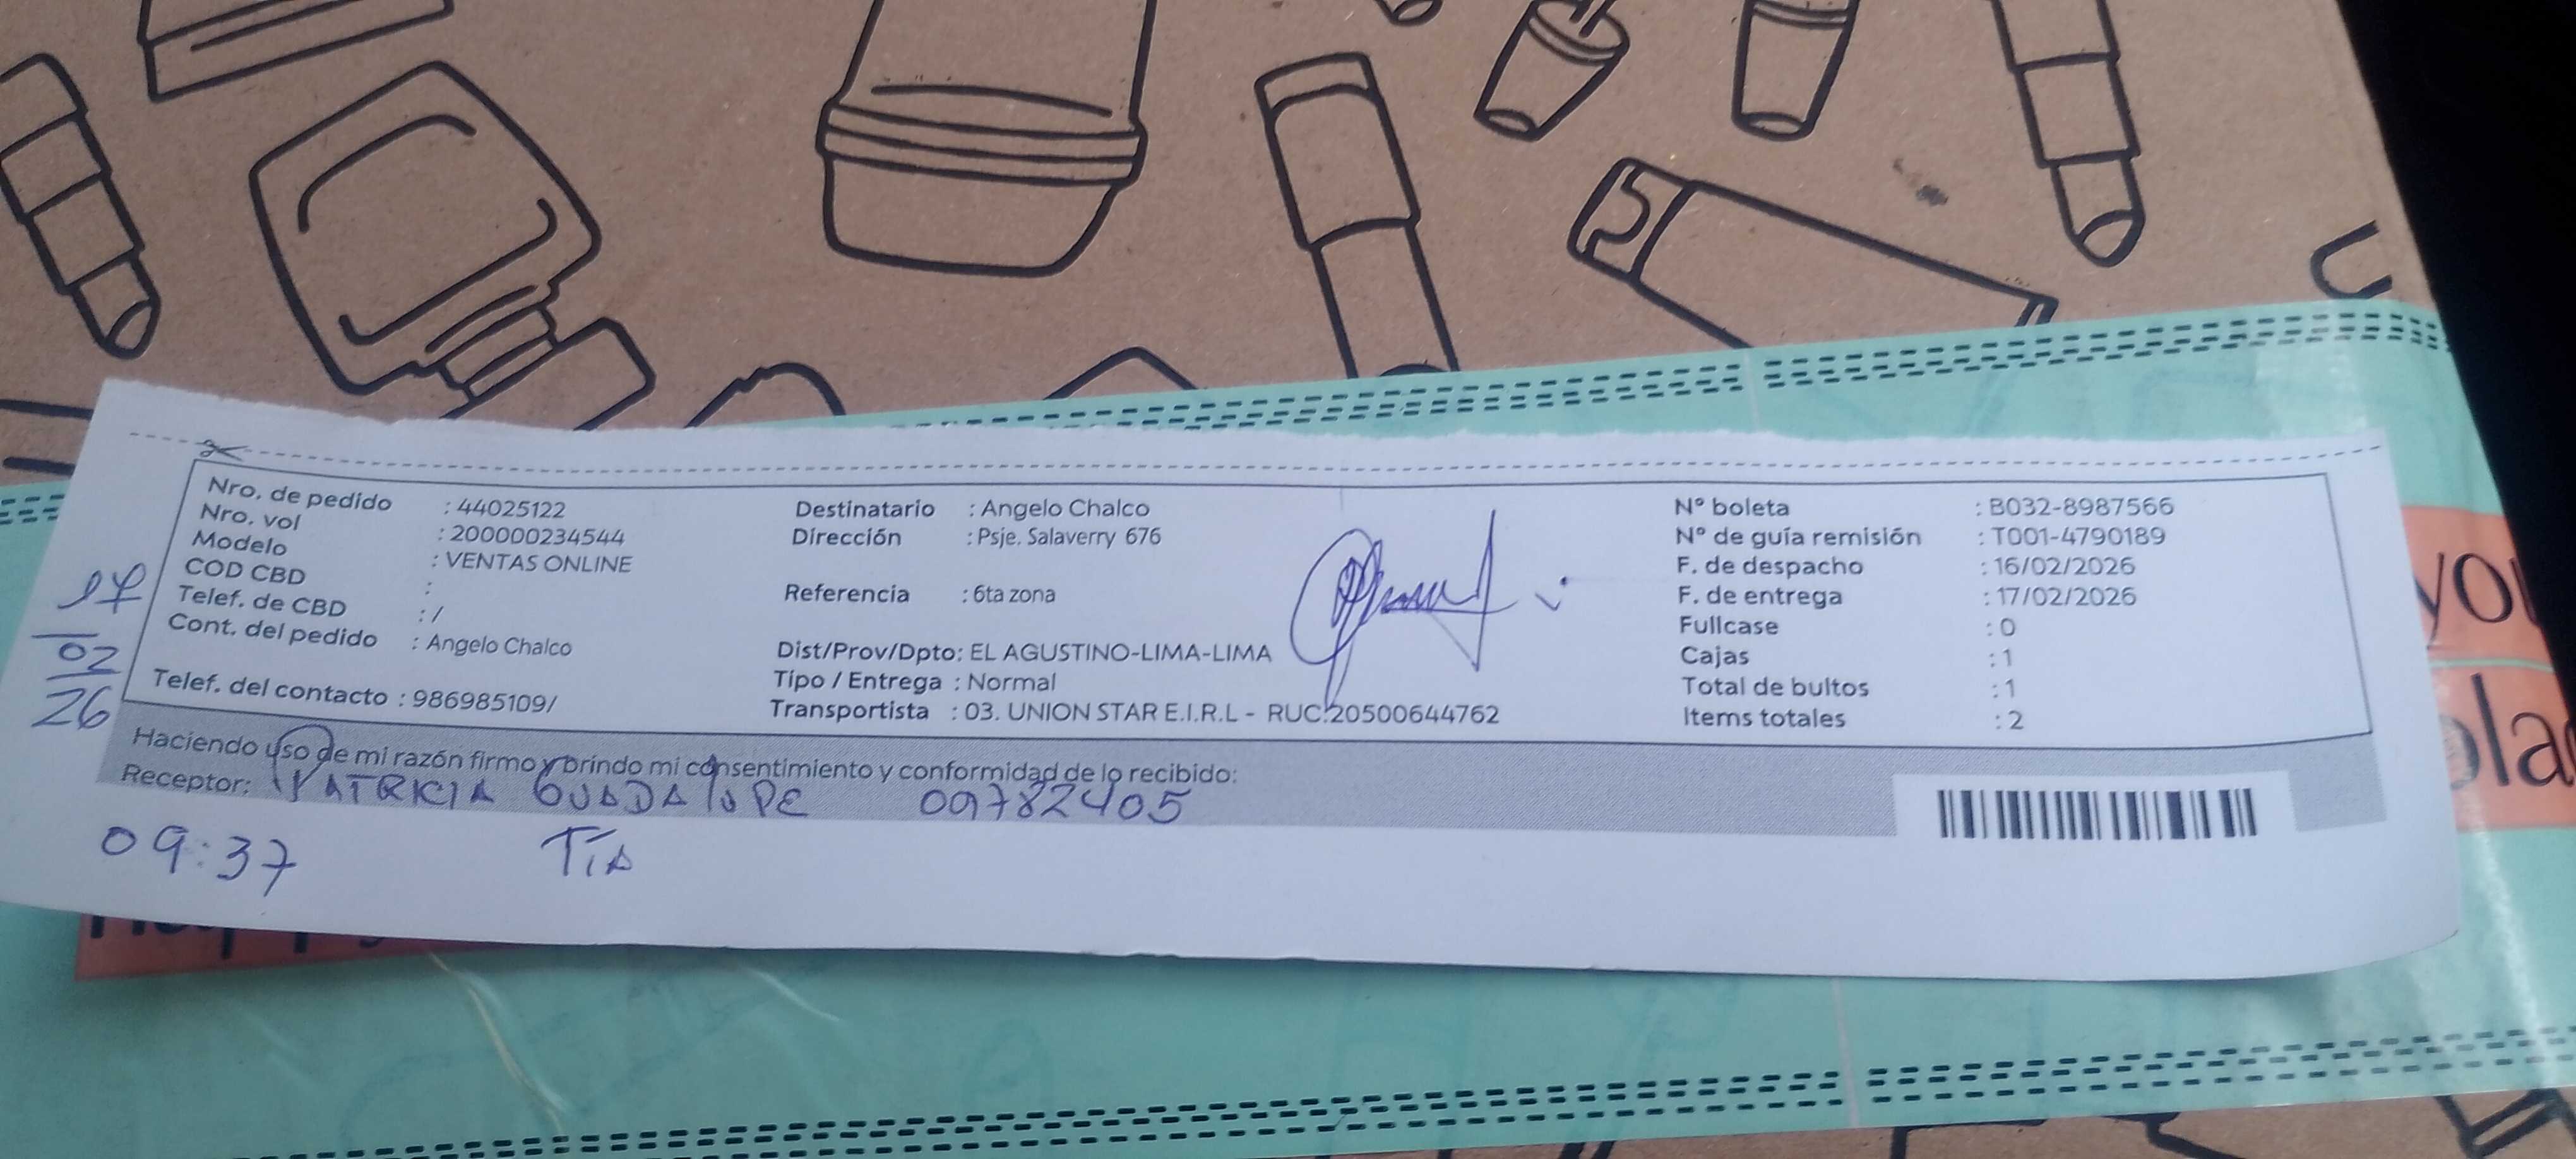 Nro. de pedido : 44025122
Nro. vol : 200000234544
Modelo : VENTAS ONLINE
COD CBD :
Telef. de CBD : /
Cont. del pedido : Angelo Chalco
Telef. del contacto : 986985109/
Destinatario : Angelo Chalco
Dirección : Psje. Salaverry 676
Referencia : 6ta zona
Dist/Prov/Dpto: EL AGUSTINO-LIMA-LIMA
Tipo / Entrega : Normal
Transportista : 03. UNION STAR E.I.R.L - RUC:20500644762
N° boleta : B032-8987566
N° de guía remisión : T001-4790189
F. de despacho : 16/02/2026
F. de entrega : 17/02/2026
Fullcase : 0
Cajas : 1
Total de bultos : 1
Items totales : 2
17
02
26
Haciendo uso de mi razón firmo y brindo mi consentimiento y conformidad de lo recibido:
Receptor: PATRICIA GUADALUPE 09782405
09:37 TíA
you